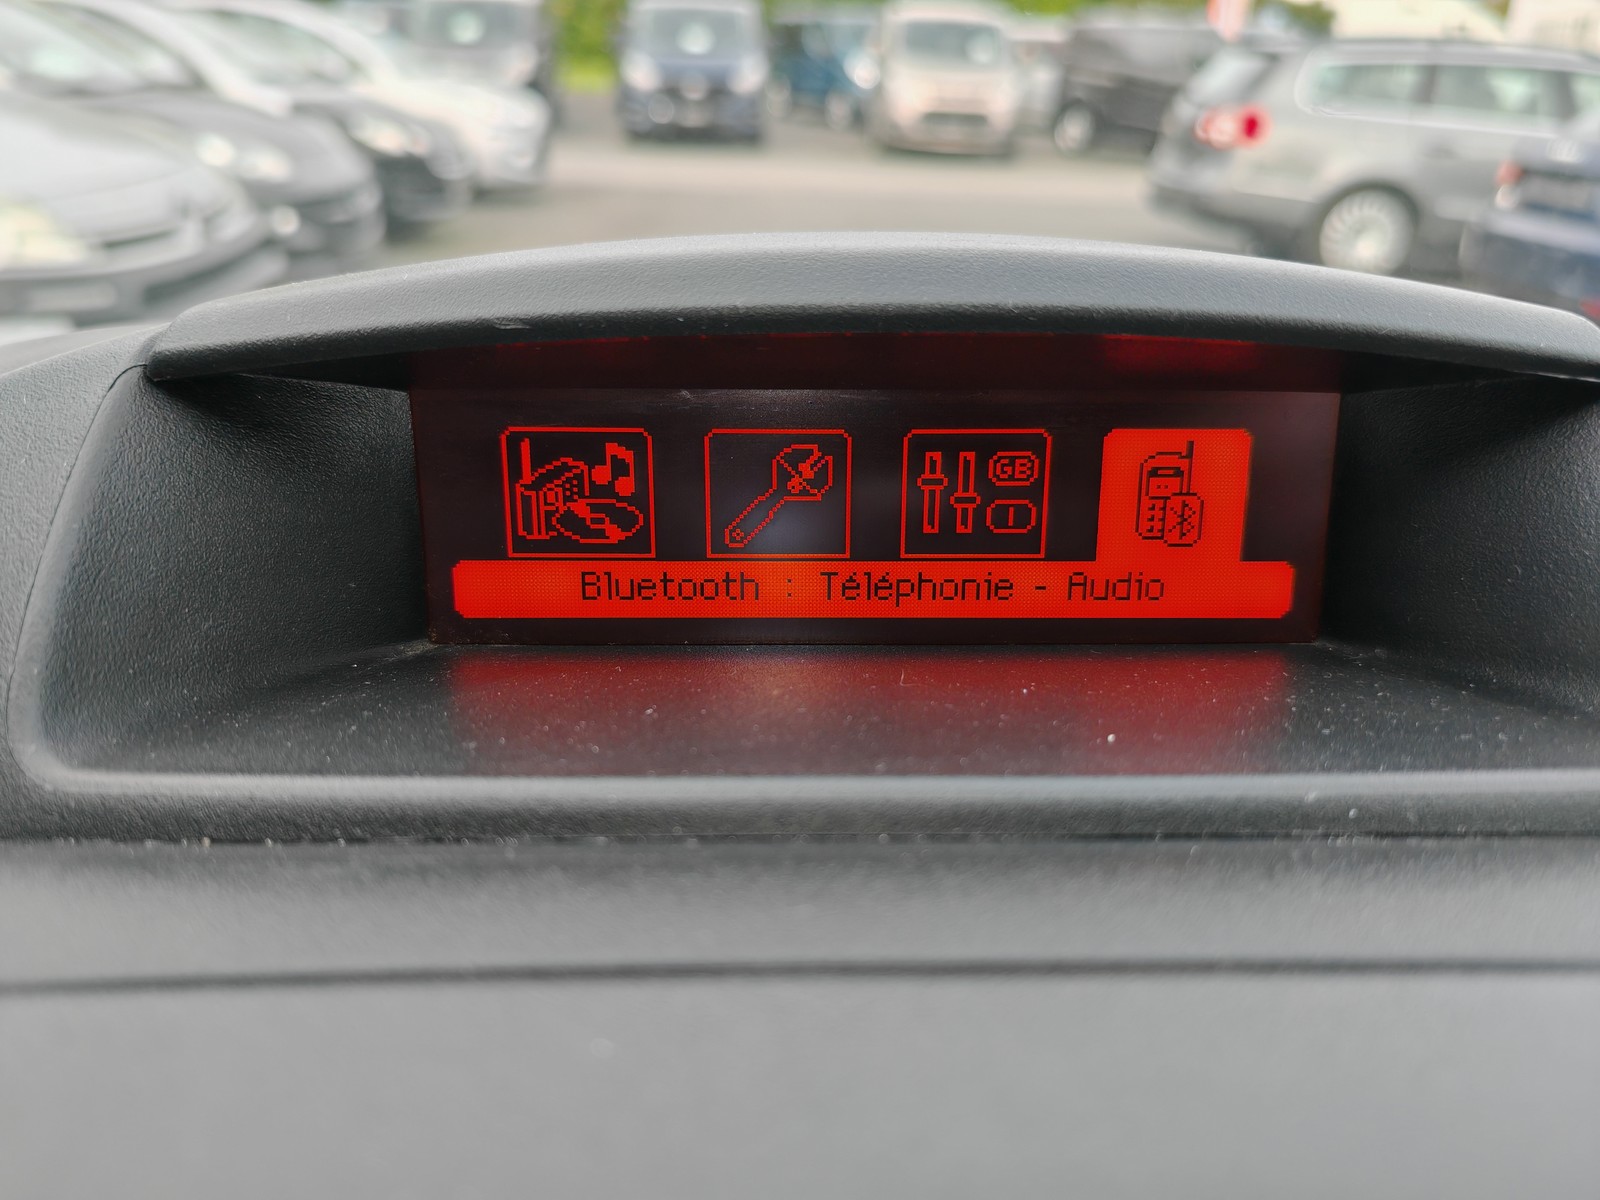 GB
I
Bluetooth : Téléphonie - Audio